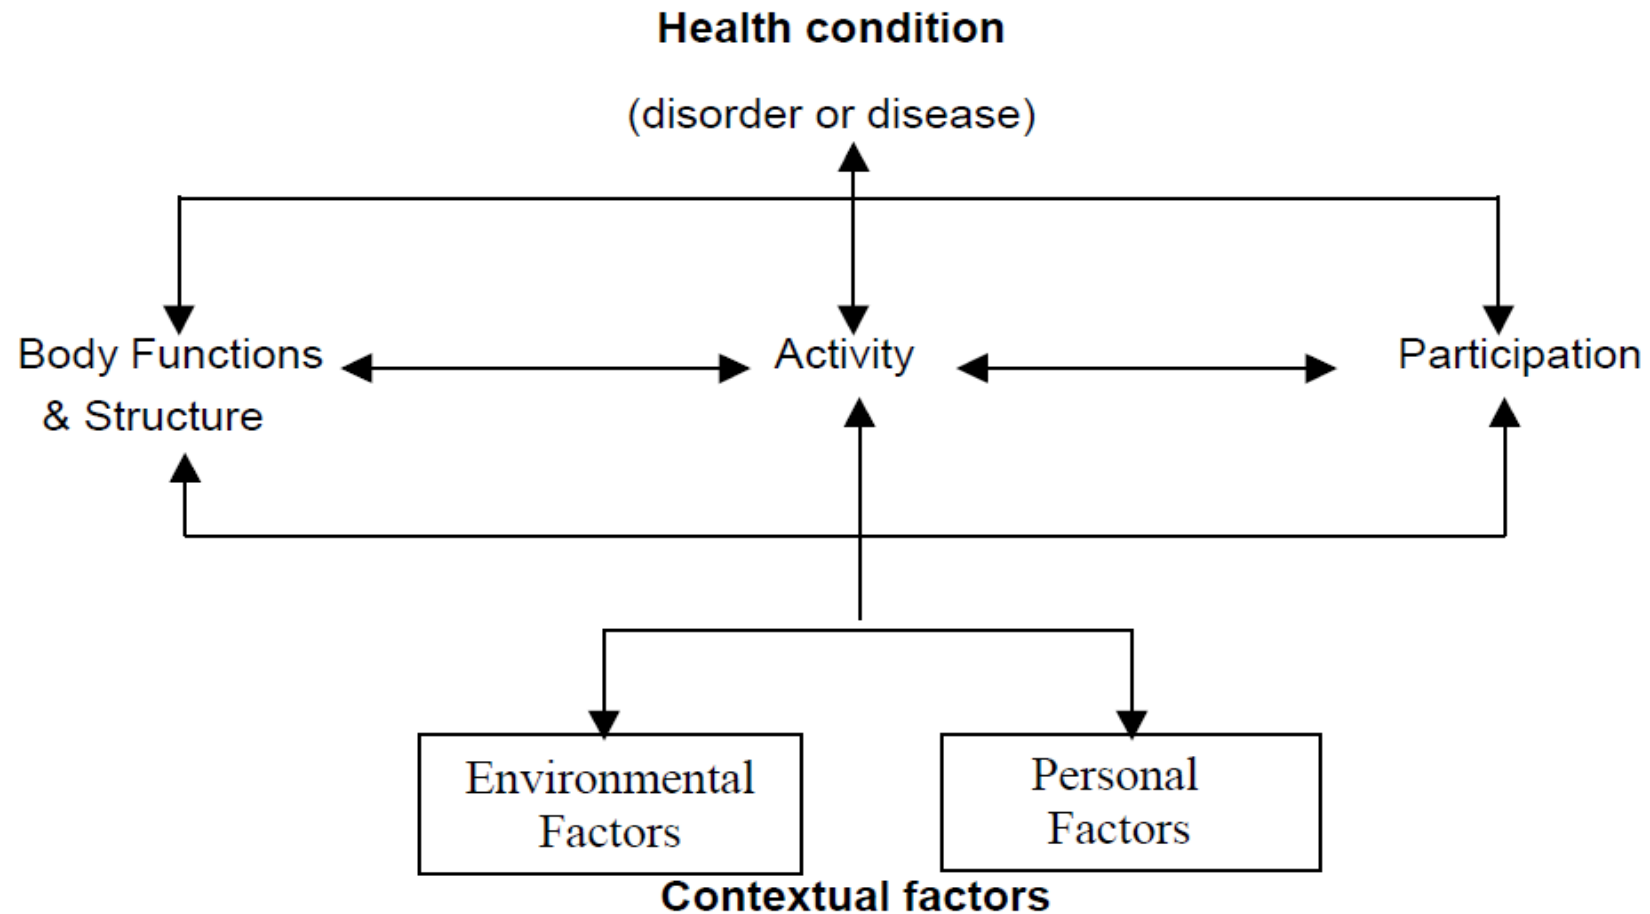 Health condition
(disorder or disease)
Body Functions
& Structure
Activity
Participation
Environmental
Factors
Personal
Factors
Contextual factors